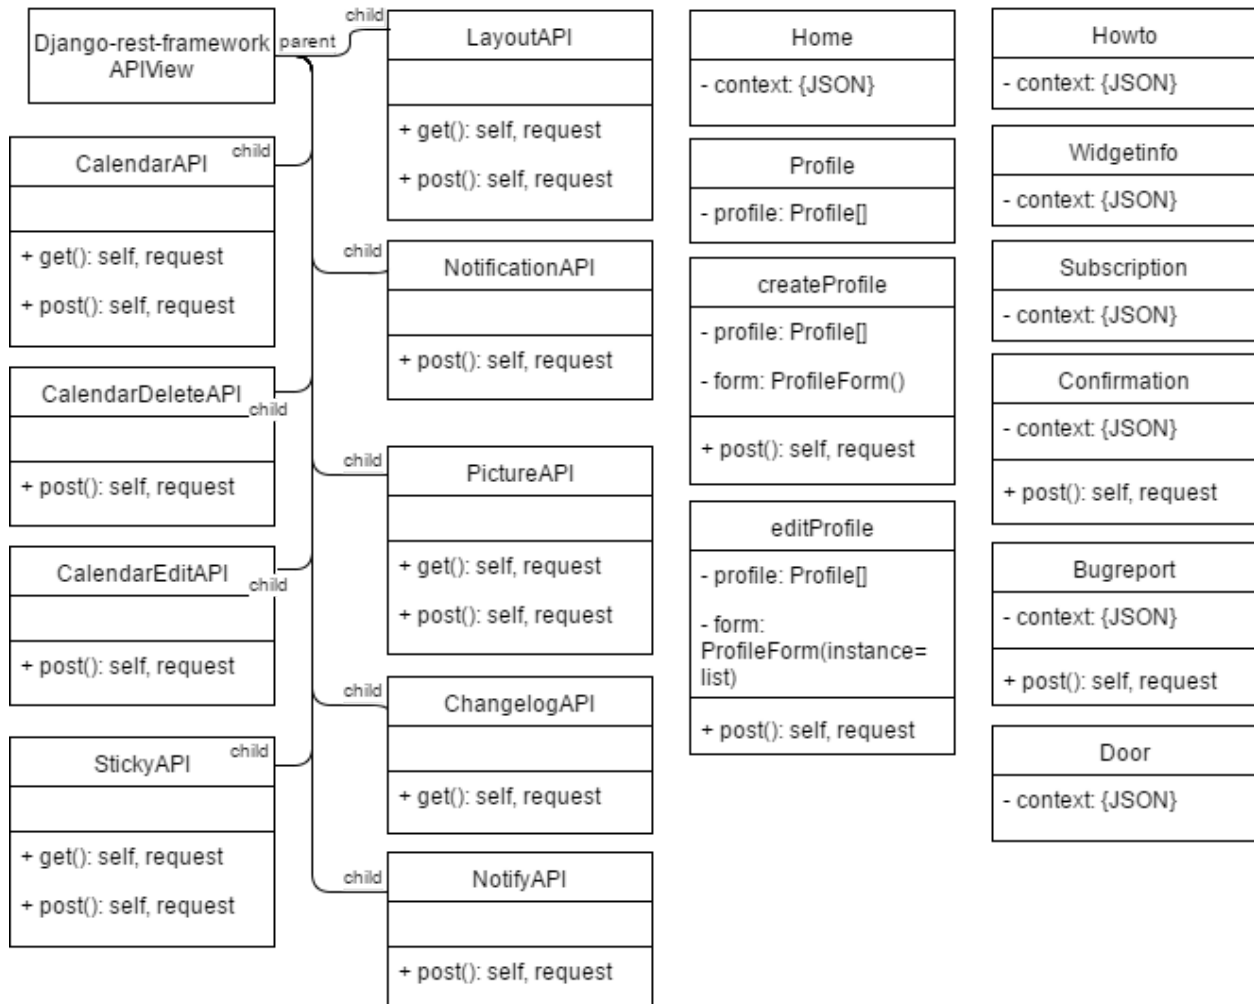 Django-rest-framework
APIView
parent
child
CalendarAPI
child
+ get(): self, request
+ post(): self, request
CalendarDeleteAPI
child
+ post(): self, request
CalendarEditAPI
child
+ post(): self, request
StickyAPI
child
+ get(): self, request
+ post(): self, request
LayoutAPI
+ get(): self, request
+ post(): self, request
child
NotificationAPI
+ post(): self, request
child
PictureAPI
+ get(): self, request
+ post(): self, request
child
ChangelogAPI
+ get(): self, request
child
NotifyAPI
+ post(): self, request
Home
- context: {JSON}
Profile
- profile: Profile[]
createProfile
- profile: Profile[]
- form: ProfileForm()
+ post(): self, request
editProfile
- profile: Profile[]
- form:
ProfileForm(instance=
list)
+ post(): self, request
Howto
- context: {JSON}
Widgetinfo
- context: {JSON}
Subscription
- context: {JSON}
Confirmation
- context: {JSON}
+ post(): self, request
Bugreport
- context: {JSON}
+ post(): self, request
Door
- context: {JSON}